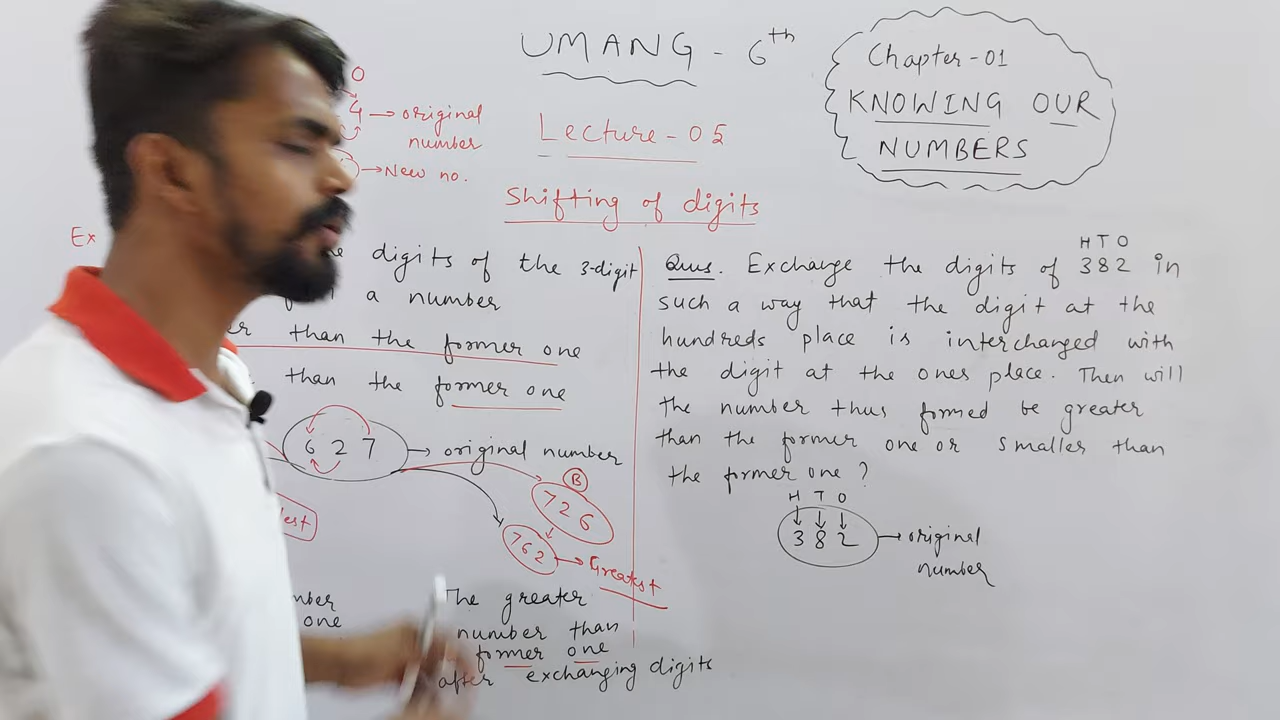 UMANG - 6th
Chapter-01
KNOWING OUR
NUMBERS
Lecture-05
Shifting of digits
O
4 → original
number
→ New no.
Ex
digits of the 3-digit
a number
than the former one
than the former one
6 2 7 → original number
B
7 2 6
7 6 2 → Greatest
one
The greater
number than
former one
after exchanging digits
H T O
Ques. Exchange the digits of 382 in
such a way that the digit at the
hundreds place is interchanged with
the digit at the ones place. Then will
the number thus formed be greater
than the former one or smaller than
the former one ?
H T O
3 8 2 → original
number